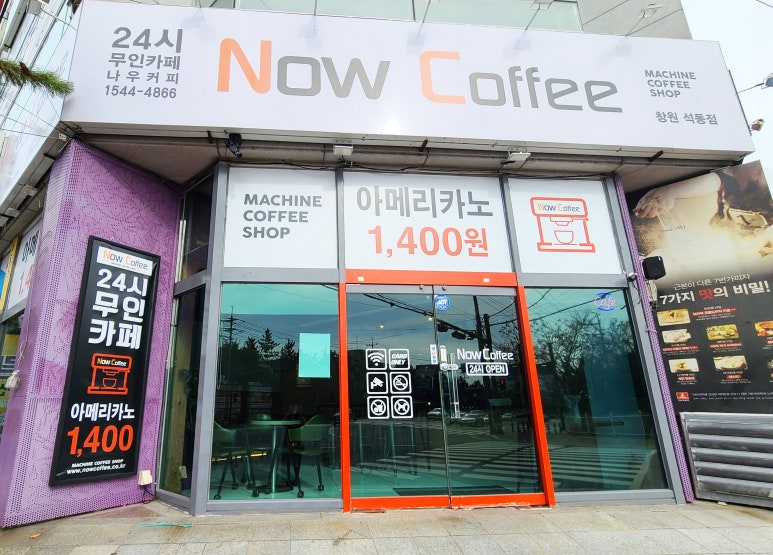 24시
무인카페
나우커피
1544-4866
Now Coffee
MACHINE
COFFEE
SHOP
창원 석동점
MACHINE
COFFEE
SHOP
아메리카노
1,400원
Now Coffee
Now Coffee
24시
무인
카페
Now Coffee
아메리카노
1,400
MACHINE COFFEE SHOP
www.nowcoffee.co.kr
CARD
ONLY
Now Coffee
24시 OPEN
Cafe
7가지 맛의 비밀!